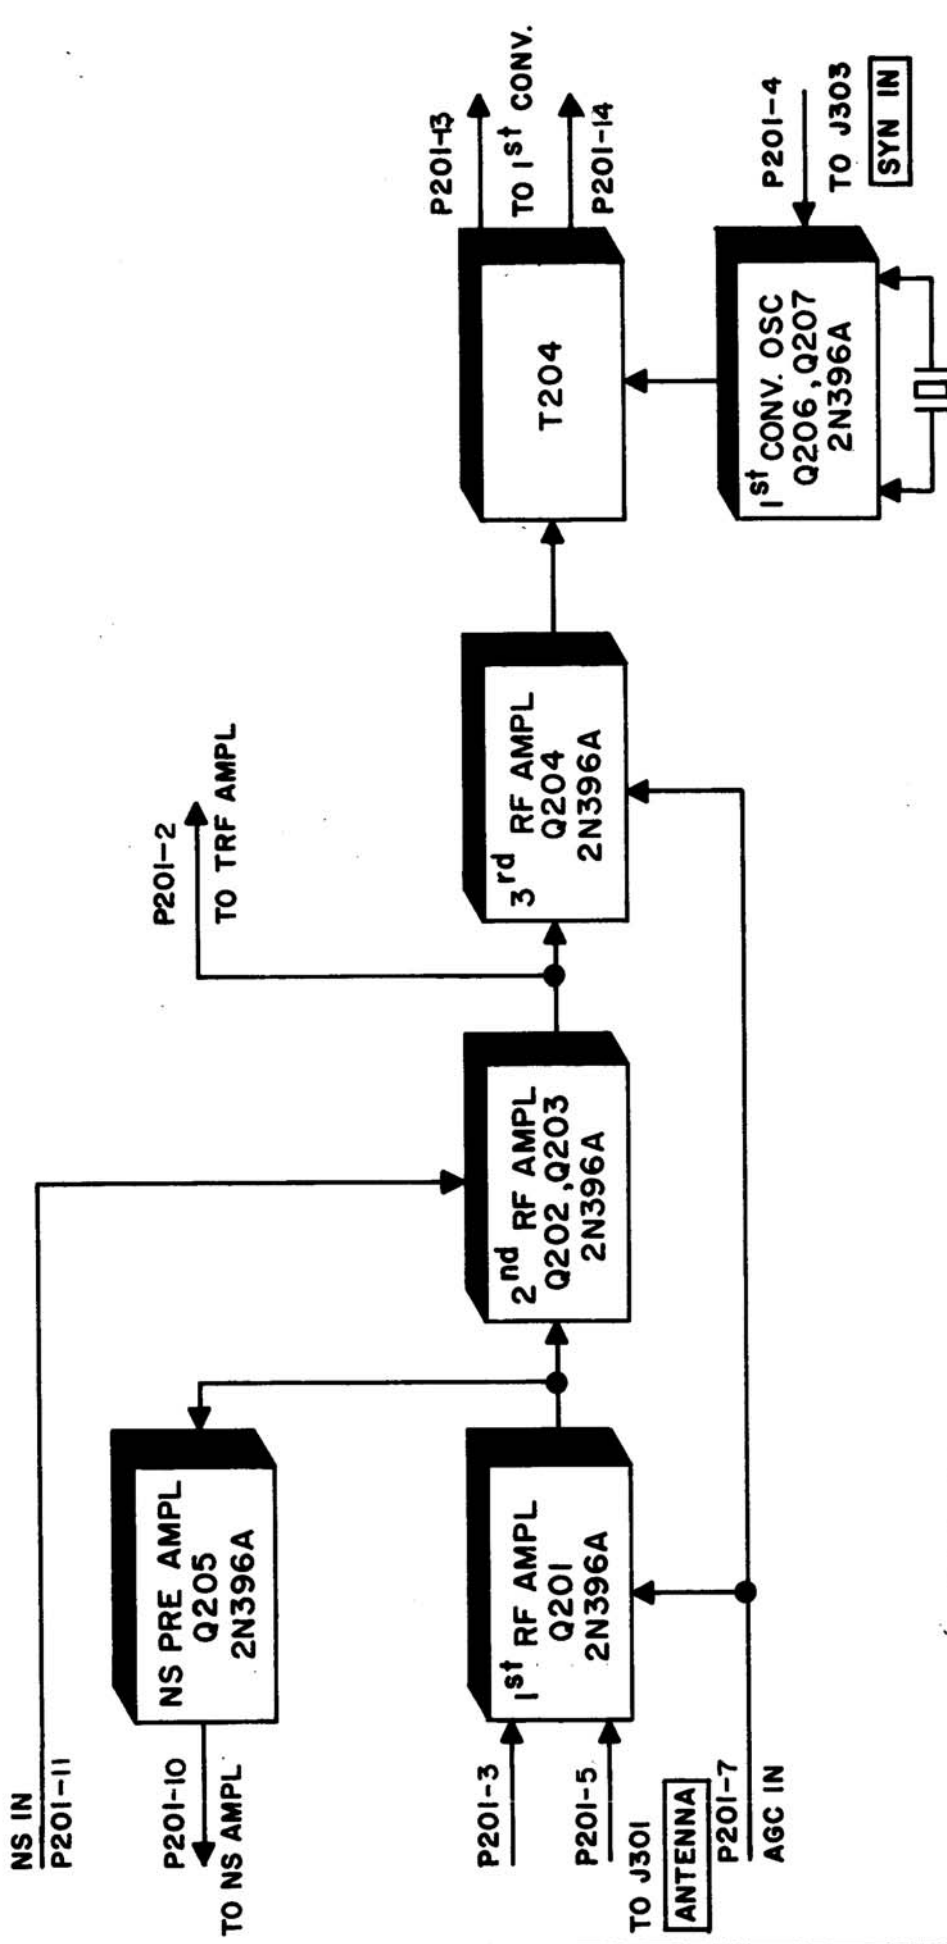 NS IN
P201-11
P201-10
TO NS AMPL
NS PRE AMPL
Q205
2N396A
P201-2
TO TRF AMPL
P201-3
P201-5
TO J301
ANTENNA
P201-7
AGC IN
1st RF AMPL
Q201
2N396A
2nd RF AMPL
Q202, Q203
2N396A
3rd RF AMPL
Q204
2N396A
T204
P201-13
TO 1st CONV.
P201-14
1st CONV. OSC
Q206, Q207
2N396A
P201-4
TO J303
SYN IN